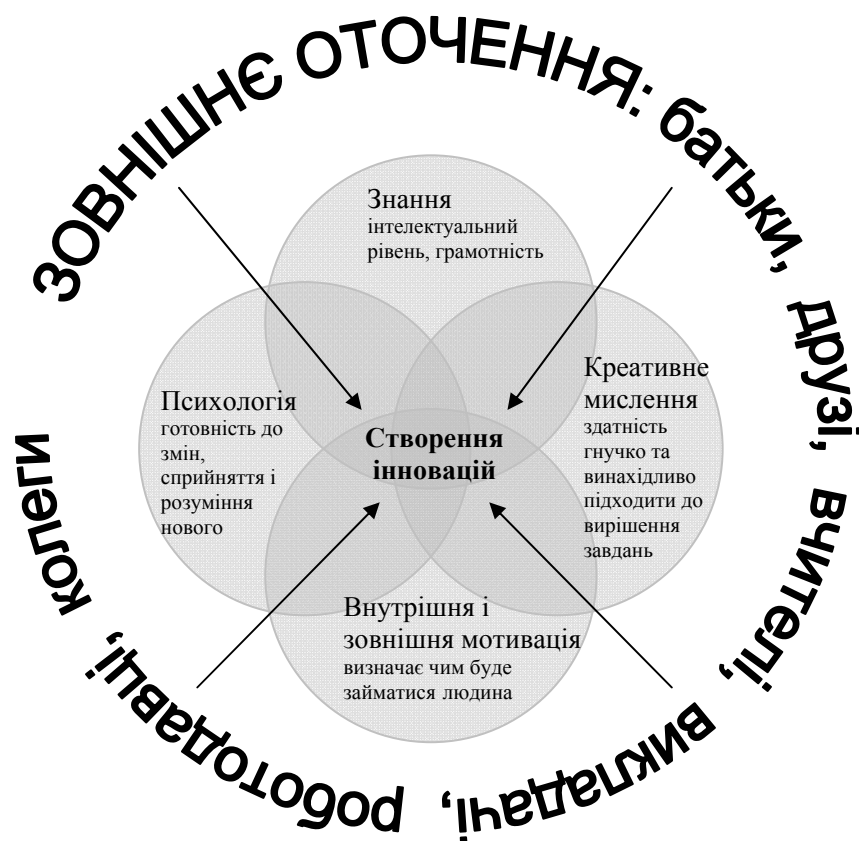 ЗОВНІШНЄ ОТОЧЕННЯ: батьки, друзі, вчителі, викладачі, роботодавці, колеги
Знання
інтелектуальний
рівень, грамотність
Психологія
готовність до
змін,
сприйняття і
розуміння
нового
Створення
інновацій
Креативне
мислення
здатність
гнучко та
винахідливо
підходити до
вирішення
завдань
Внутрішня і
зовнішня мотивація
визначає чим буде
займатися людина